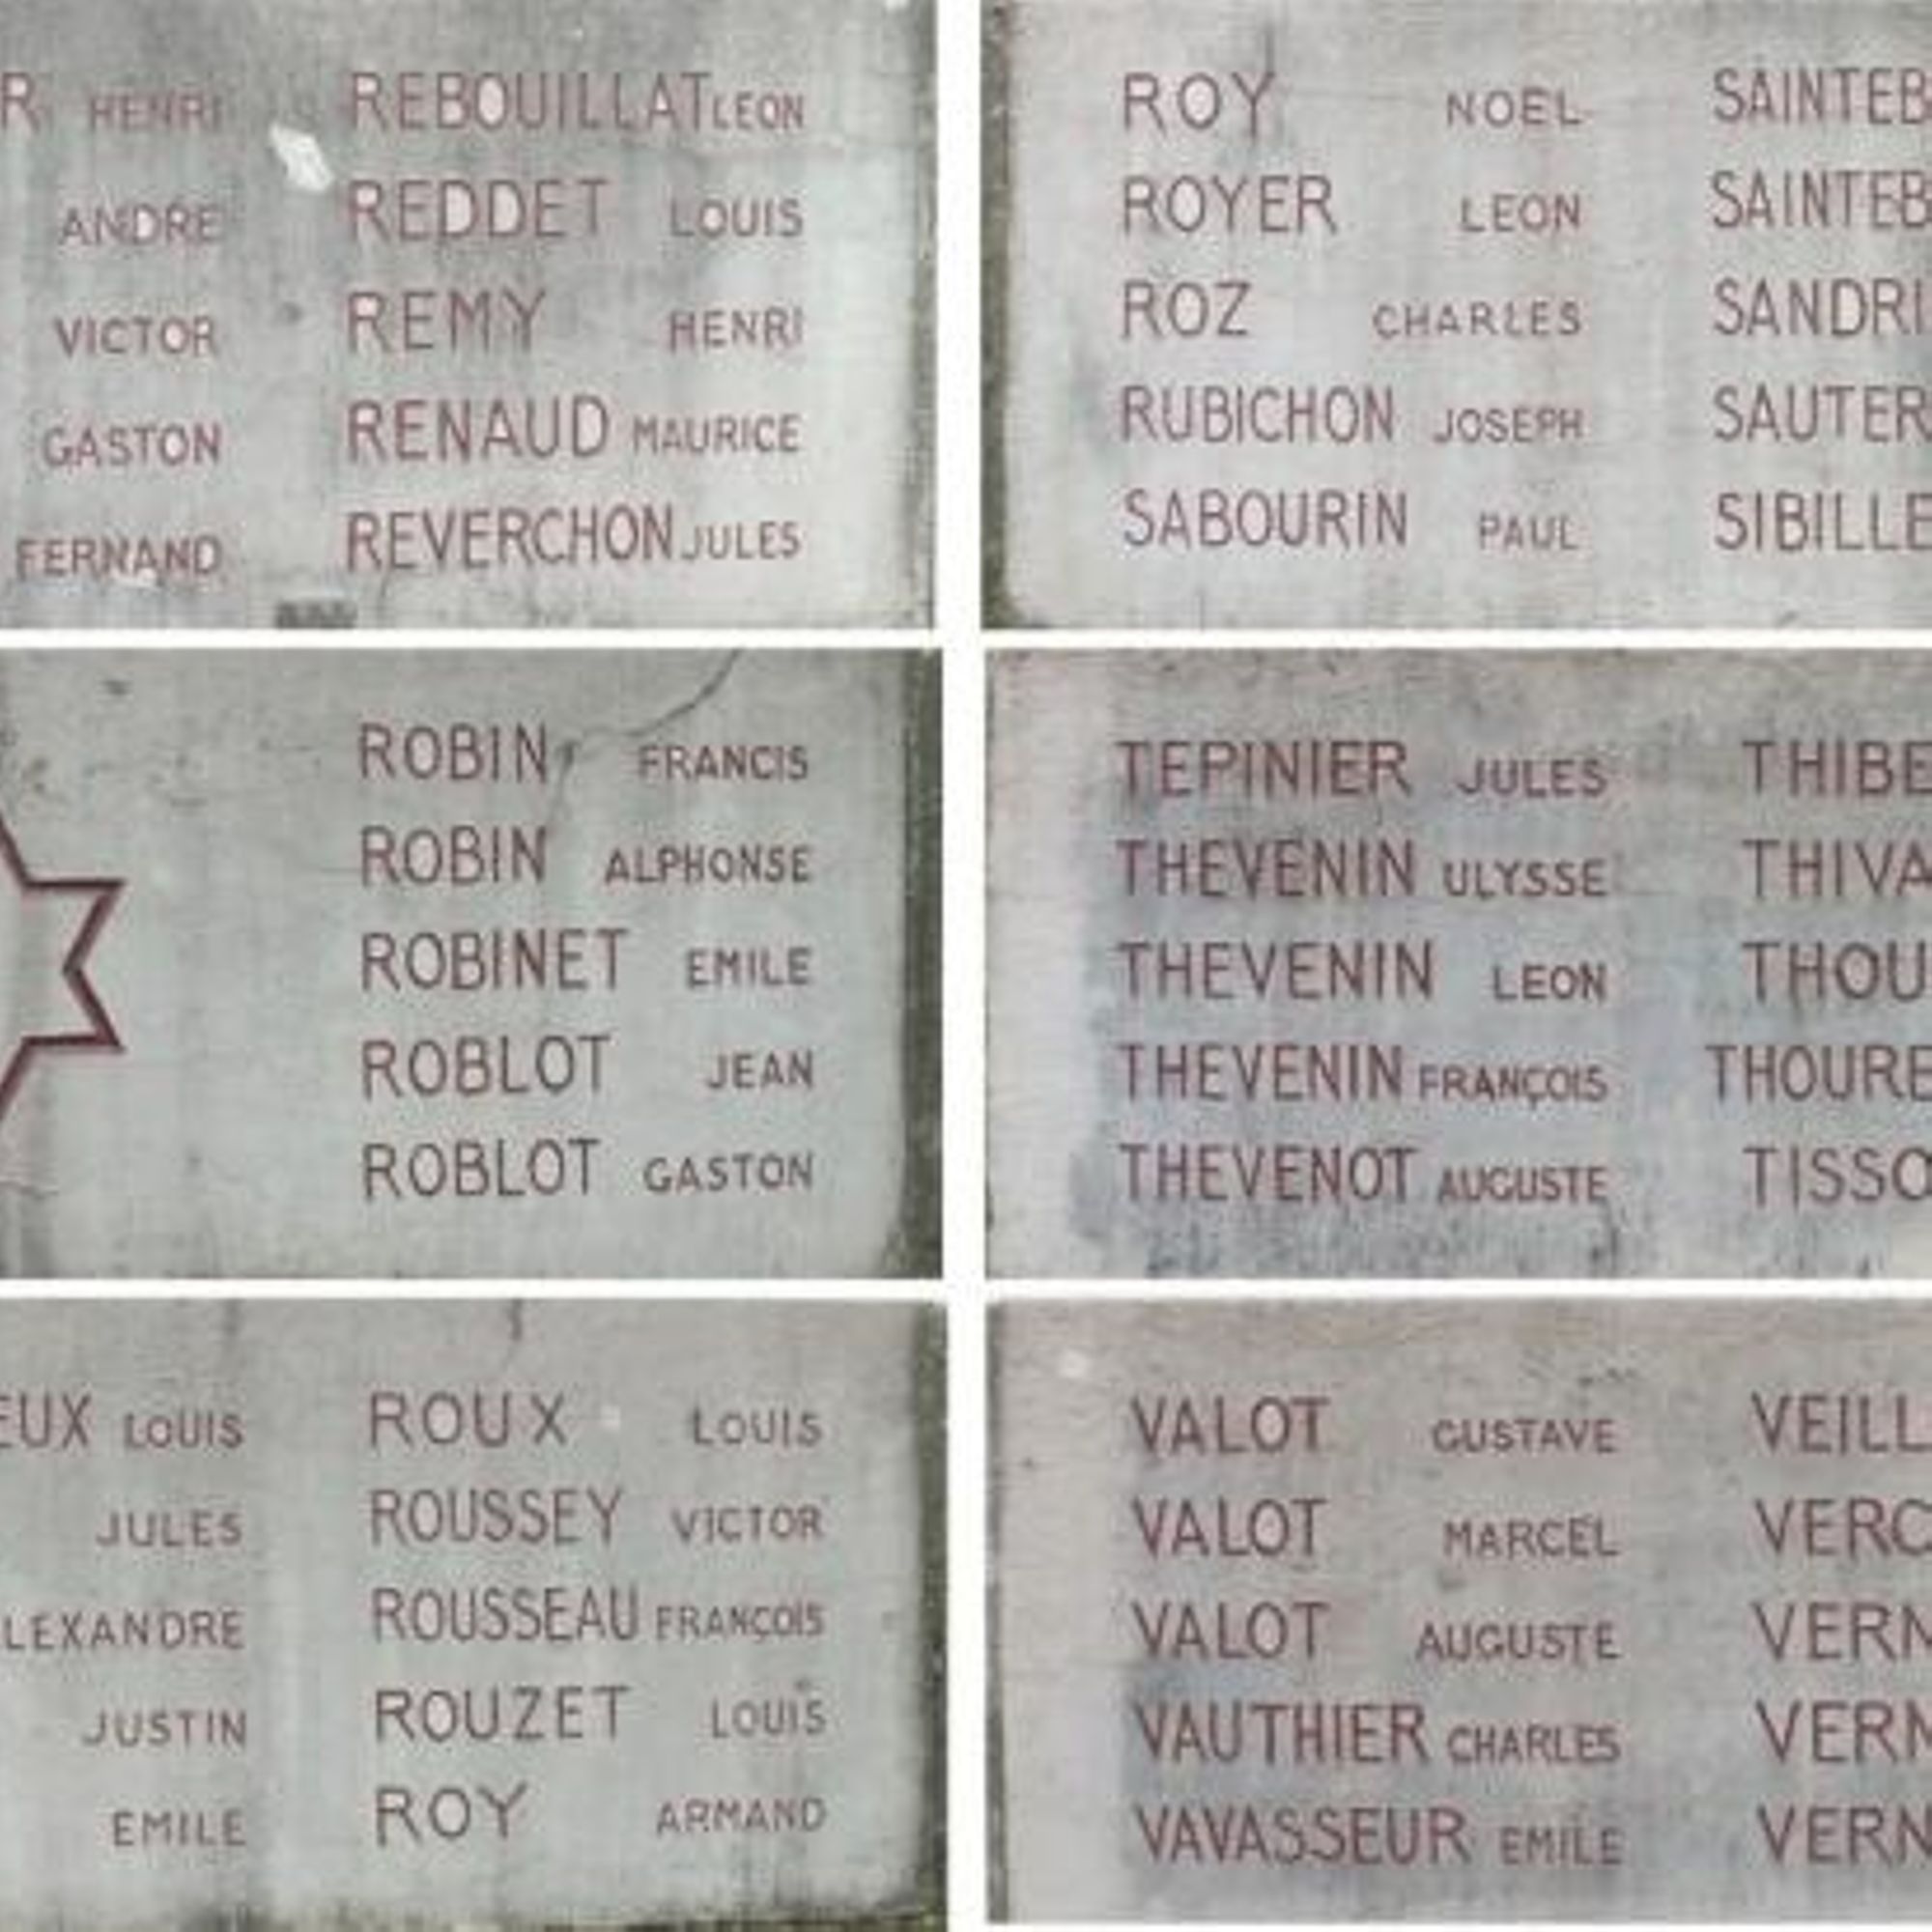 R HENRI REBOUILLAT LEON
ANDRE REDDET LOUIS
VICTOR REMY HENRI
GASTON RENAUD MAURICE
FERNAND REVERCHON JULES
ROY NOEL SAINTEB
ROYER LEON SAINTEB
ROZ CHARLES SANDRI
RUBICHON JOSEPH SAUTER
SABOURIN PAUL SIBILLE
ROBIN FRANCIS
ROBIN ALPHONSE
ROBINET EMILE
ROBLOT JEAN
ROBLOT GASTON
TEPINIER JULES THIBE
THEVENIN ULYSSE THIVA
THEVENIN LEON THOU
THEVENIN FRANÇOIS THOURE
THEVENOT AUGUSTE TISSO
EUX LOUIS ROUX LOUIS
JULES ROUSSEY VICTOR
LEXANDRE ROUSSEAU FRANÇOIS
JUSTIN ROUZET LOUIS
EMILE ROY ARMAND
VALOT GUSTAVE VEILL
VALOT MARCEL VERC
VALOT AUGUSTE VERN
VAUTHIER CHARLES VERN
VAVASSEUR EMILE VERN